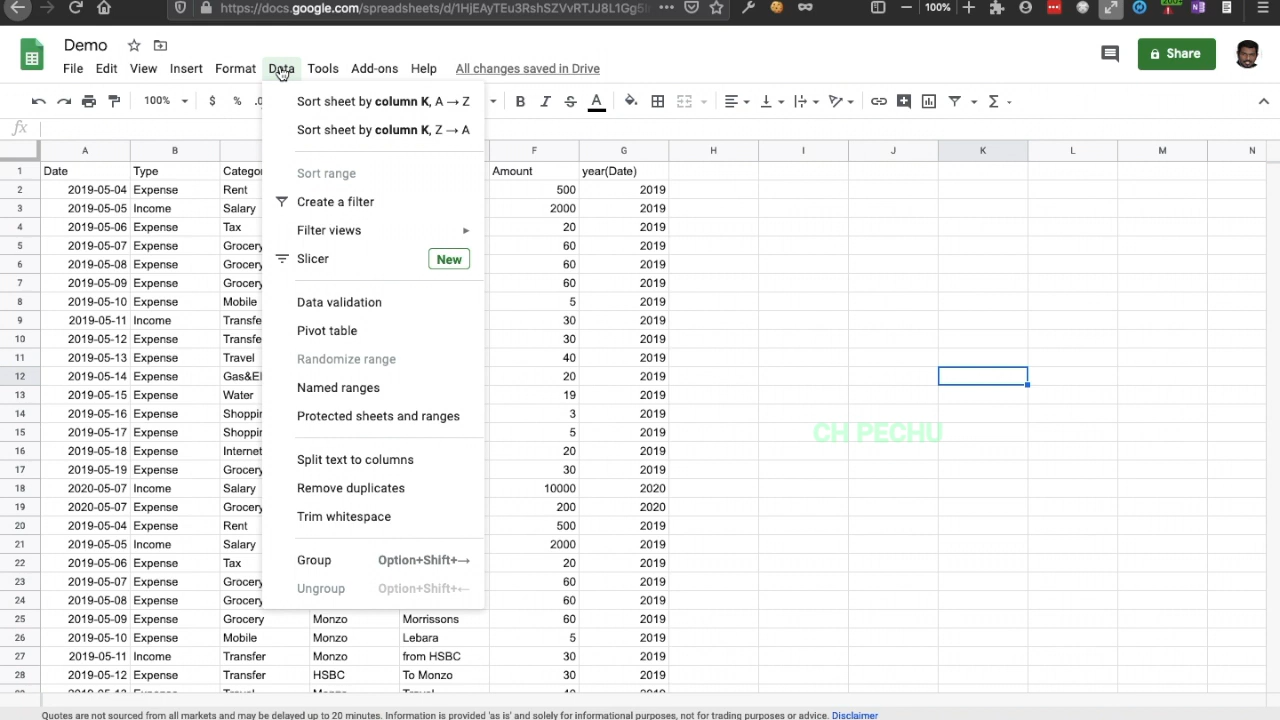 https://docs.google.com/spreadsheets/d/1HjEAyTEu3RshSZVvRTJJ8L1Gg5 100%
Demo
File Edit View Insert Format Data Tools Add-ons Help All changes saved in Drive
Share
100% $ % .0 B I S A
fx
A B F G H I J K L M N
Sort sheet by column K, A → Z
Sort sheet by column K, Z → A
Sort range
Create a filter
Filter views
Slicer New
Data validation
Pivot table
Randomize range
Named ranges
Protected sheets and ranges
Split text to columns
Remove duplicates
Trim whitespace
Group Option+Shift+→
Ungroup Option+Shift+←
1 Date Type Amount year(Date)
2 2019-05-04 Expense Rent 500 2019
3 2019-05-05 Income Salary 2000 2019
4 2019-05-06 Expense Tax 20 2019
5 2019-05-07 Expense Grocery 60 2019
6 2019-05-08 Expense Grocery 60 2019
7 2019-05-09 Expense Grocery 60 2019
8 2019-05-10 Expense Mobile 5 2019
9 2019-05-11 Income Transfe 30 2019
10 2019-05-12 Expense Transfe 30 2019
11 2019-05-13 Expense Travel 40 2019
12 2019-05-14 Expense Gas&El 20 2019
13 2019-05-15 Expense Water 19 2019
14 2019-05-16 Expense Shoppin 3 2019
15 2019-05-17 Expense Shoppin 5 2019
16 2019-05-18 Expense Internet 20 2019
17 2019-05-19 Expense Grocery 30 2019
18 2020-05-07 Income Salary 10000 2020
19 2020-05-07 Expense Grocery 200 2020
20 2019-05-04 Expense Rent 500 2019
21 2019-05-05 Income Salary 2000 2019
22 2019-05-06 Expense Tax 20 2019
23 2019-05-07 Expense Grocery 60 2019
24 2019-05-08 Expense Grocery 60 2019
25 2019-05-09 Expense Grocery Monzo Morrissons 60 2019
26 2019-05-10 Expense Mobile Monzo Lebara 5 2019
27 2019-05-11 Income Transfer Monzo from HSBC 30 2019
28 2019-05-12 Expense Transfer HSBC To Monzo 30 2019
CH PECHU
Quotes are not sourced from all markets and may be delayed up to 20 minutes. Information is provided 'as is' and solely for informational purposes, not for trading purposes or advice. Disclaimer